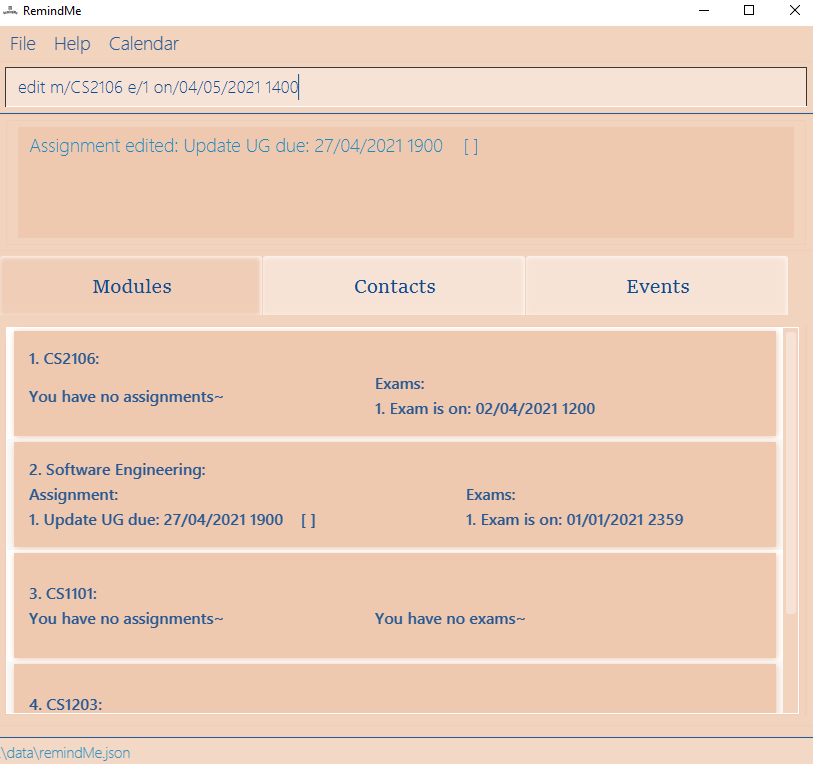 RemindMe
File Help Calendar
edit m/CS2106 e/1 on/04/05/2021 1400
Assignment edited: Update UG due: 27/04/2021 1900 [ ]
Modules Contacts Events
1. CS2106:
You have no assignments~
Exams:
1. Exam is on: 02/04/2021 1200
2. Software Engineering:
Assignment:
1. Update UG due: 27/04/2021 1900 [ ]
Exams:
1. Exam is on: 01/01/2021 2359
3. CS1101:
You have no assignments~
You have no exams~
4. CS1203:
.\data\remindMe.json